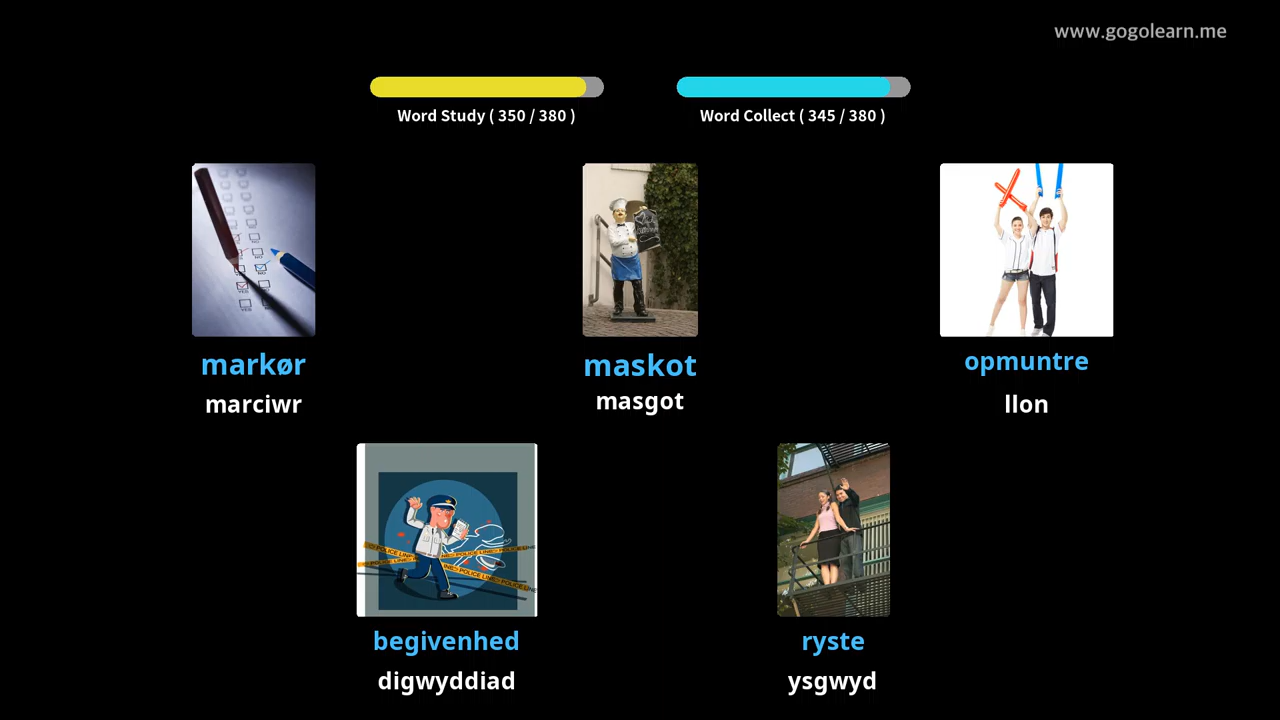 www.gogolearn.me
Word Study ( 350 / 380 )
Word Collect ( 345 / 380 )
markør
marciwr
maskot
masgot
opmuntre
llon
begivenhed
digwyddiad
ryste
ysgwyd